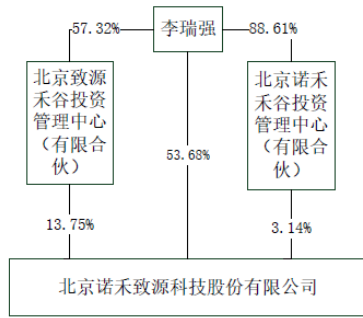 57.32%
李瑞强
88.61%
北京致源
禾谷投资
管理中心
（有限合
伙）
北京诺禾
禾谷投资
管理中心
（有限合
伙）
53.68%
13.75%
3.14%
北京诺禾致源科技股份有限公司